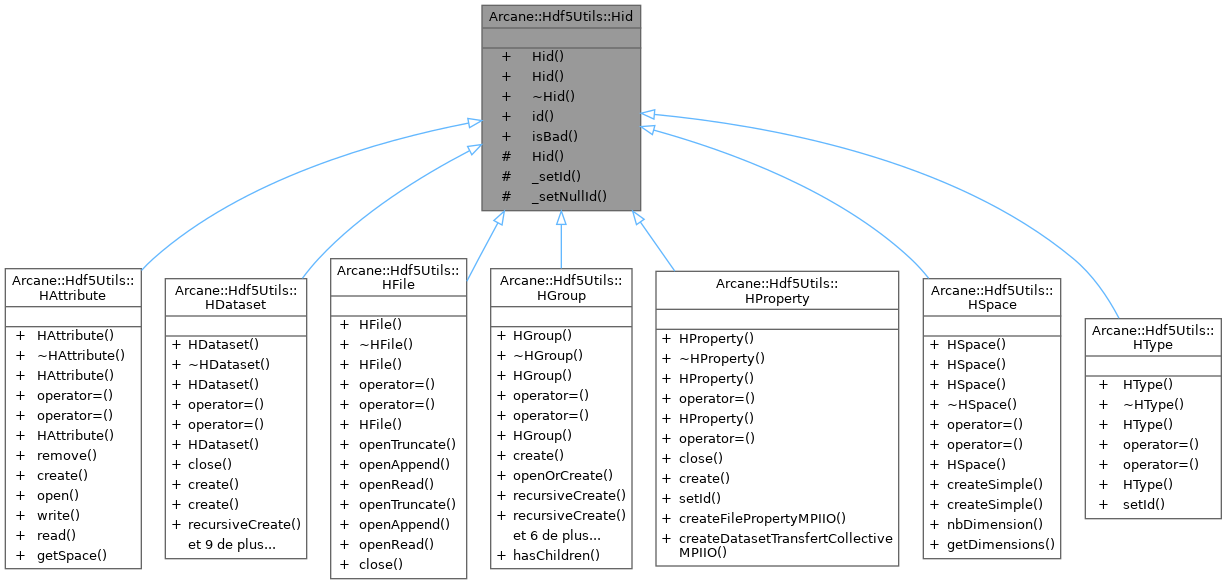 Arcane::Hdf5Utils::Hid
+ Hid()
+ Hid()
+ ~Hid()
+ id()
+ isBad()
# Hid()
# _setId()
# _setNullId()
Arcane::Hdf5Utils::
HAttribute
+ HAttribute()
+ ~HAttribute()
+ HAttribute()
+ operator=()
+ operator=()
+ HAttribute()
+ remove()
+ create()
+ open()
+ write()
+ read()
+ getSpace()
Arcane::Hdf5Utils::
HDataset
+ HDataset()
+ ~HDataset()
+ HDataset()
+ operator=()
+ operator=()
+ HDataset()
+ close()
+ create()
+ create()
+ recursiveCreate()
et 9 de plus...
Arcane::Hdf5Utils::
HFile
+ HFile()
+ ~HFile()
+ HFile()
+ operator=()
+ operator=()
+ HFile()
+ openTruncate()
+ openAppend()
+ openRead()
+ openTruncate()
+ openAppend()
+ openRead()
+ close()
Arcane::Hdf5Utils::
HGroup
+ HGroup()
+ ~HGroup()
+ HGroup()
+ operator=()
+ operator=()
+ HGroup()
+ create()
+ openOrCreate()
+ recursiveCreate()
+ recursiveCreate()
et 6 de plus...
+ hasChildren()
Arcane::Hdf5Utils::
HProperty
+ HProperty()
+ ~HProperty()
+ HProperty()
+ operator=()
+ HProperty()
+ operator=()
+ close()
+ create()
+ setId()
+ createFilePropertyMPIIO()
+ createDatasetTransfertCollective
MPIIO()
Arcane::Hdf5Utils::
HSpace
+ HSpace()
+ HSpace()
+ HSpace()
+ ~HSpace()
+ operator=()
+ operator=()
+ HSpace()
+ createSimple()
+ createSimple()
+ nbDimension()
+ getDimensions()
Arcane::Hdf5Utils::
HType
+ HType()
+ ~HType()
+ HType()
+ operator=()
+ operator=()
+ HType()
+ setId()